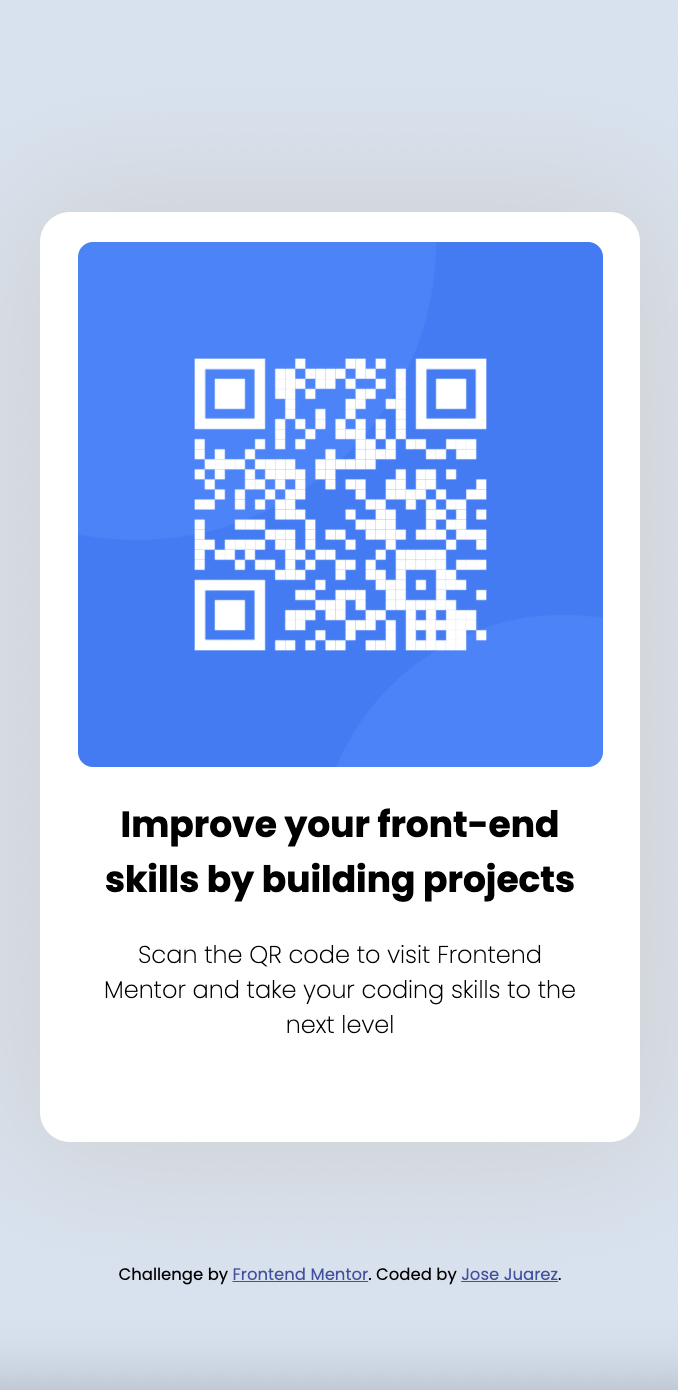 Improve your front-end
skills by building projects
Scan the QR code to visit Frontend
Mentor and take your coding skills to the
next level
Challenge by Frontend Mentor. Coded by Jose Juarez.